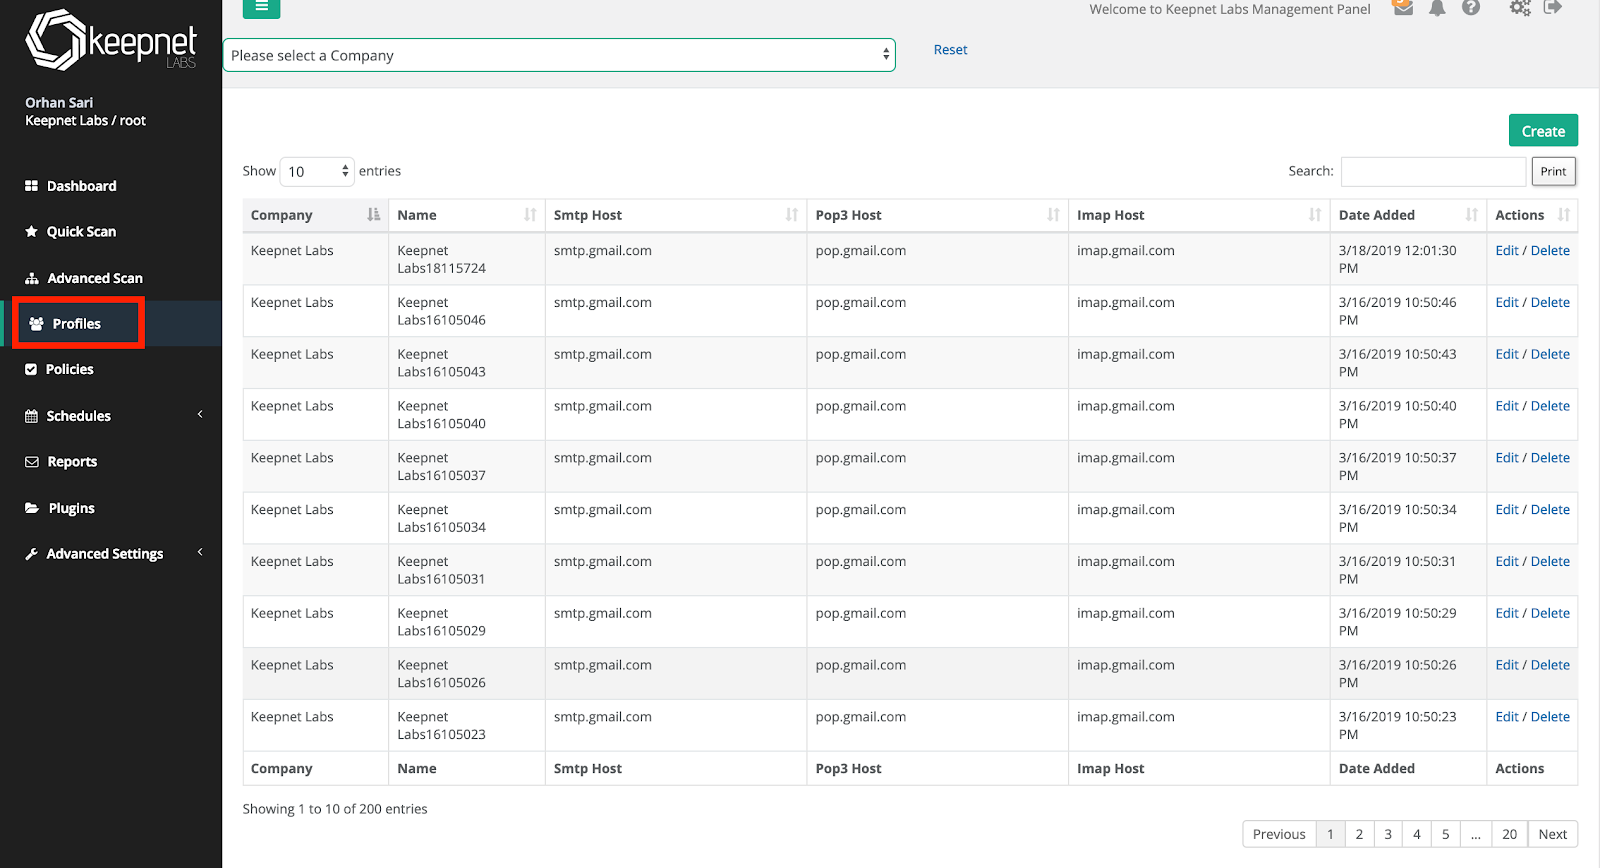 keepnet
LABS
Orhan Sari
Keepnet Labs / root
Dashboard
Quick Scan
Advanced Scan
Profiles
Policies
Schedules
Reports
Plugins
Advanced Settings
Welcome to Keepnet Labs Management Panel
Please select a Company
Reset
Create
Show 10 entries
Search:
Print
Company Name Smtp Host Pop3 Host Imap Host Date Added Actions
Keepnet Labs Keepnet smtp.gmail.com pop.gmail.com imap.gmail.com 3/18/2019 12:01:30 Edit / Delete
Labs18115724 PM
Keepnet Labs Keepnet smtp.gmail.com pop.gmail.com imap.gmail.com 3/16/2019 10:50:46 Edit / Delete
Labs16105046 PM
Keepnet Labs Keepnet smtp.gmail.com pop.gmail.com imap.gmail.com 3/16/2019 10:50:43 Edit / Delete
Labs16105043 PM
Keepnet Labs Keepnet smtp.gmail.com pop.gmail.com imap.gmail.com 3/16/2019 10:50:40 Edit / Delete
Labs16105040 PM
Keepnet Labs Keepnet smtp.gmail.com pop.gmail.com imap.gmail.com 3/16/2019 10:50:37 Edit / Delete
Labs16105037 PM
Keepnet Labs Keepnet smtp.gmail.com pop.gmail.com imap.gmail.com 3/16/2019 10:50:34 Edit / Delete
Labs16105034 PM
Keepnet Labs Keepnet smtp.gmail.com pop.gmail.com imap.gmail.com 3/16/2019 10:50:31 Edit / Delete
Labs16105031 PM
Keepnet Labs Keepnet smtp.gmail.com pop.gmail.com imap.gmail.com 3/16/2019 10:50:29 Edit / Delete
Labs16105029 PM
Keepnet Labs Keepnet smtp.gmail.com pop.gmail.com imap.gmail.com 3/16/2019 10:50:26 Edit / Delete
Labs16105026 PM
Keepnet Labs Keepnet smtp.gmail.com pop.gmail.com imap.gmail.com 3/16/2019 10:50:23 Edit / Delete
Labs16105023 PM
Company Name Smtp Host Pop3 Host Imap Host Date Added Actions
Showing 1 to 10 of 200 entries
Previous 1 2 3 4 5 ... 20 Next